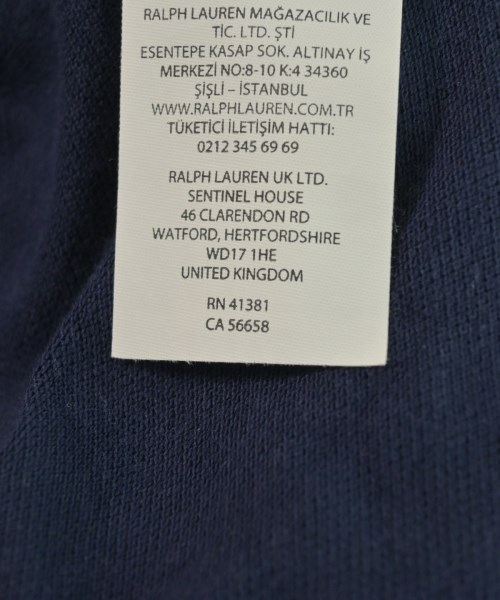 RALPH LAUREN MAĞAZACILIK VE
TİC. LTD. ŞTİ
ESENTEPE KASAP SOK. ALTINAY İŞ
MERKEZİ NO:8-10 K:4 34360
ŞİŞLİ – İSTANBUL
WWW.RALPHLAUREN.COM.TR
TÜKETİCİ İLETİŞİM HATTI:
0212 345 69 69
RALPH LAUREN UK LTD.
SENTINEL HOUSE
46 CLARENDON RD
WATFORD, HERTFORDSHIRE
WD17 1HE
UNITED KINGDOM
RN 41381
CA 56658